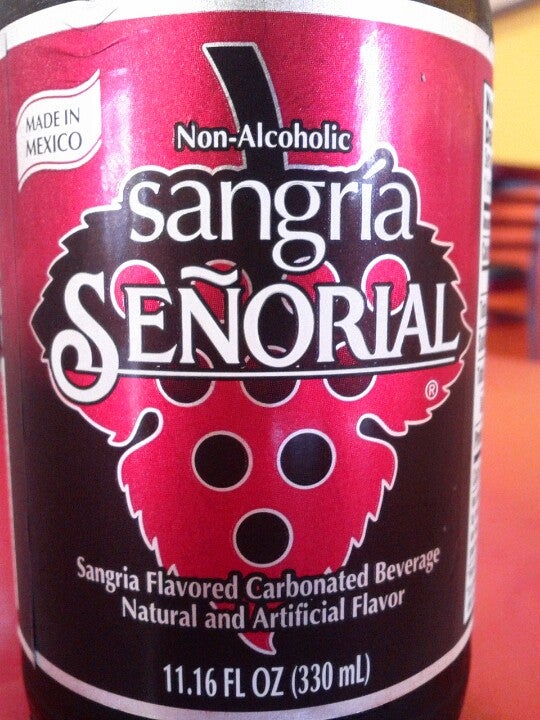 MADE IN
MEXICO
Non-Alcoholic
sangría
SEÑORIAL
®
Sangria Flavored Carbonated Beverage
Natural and Artificial Flavor
11.16 FL OZ (330 mL)